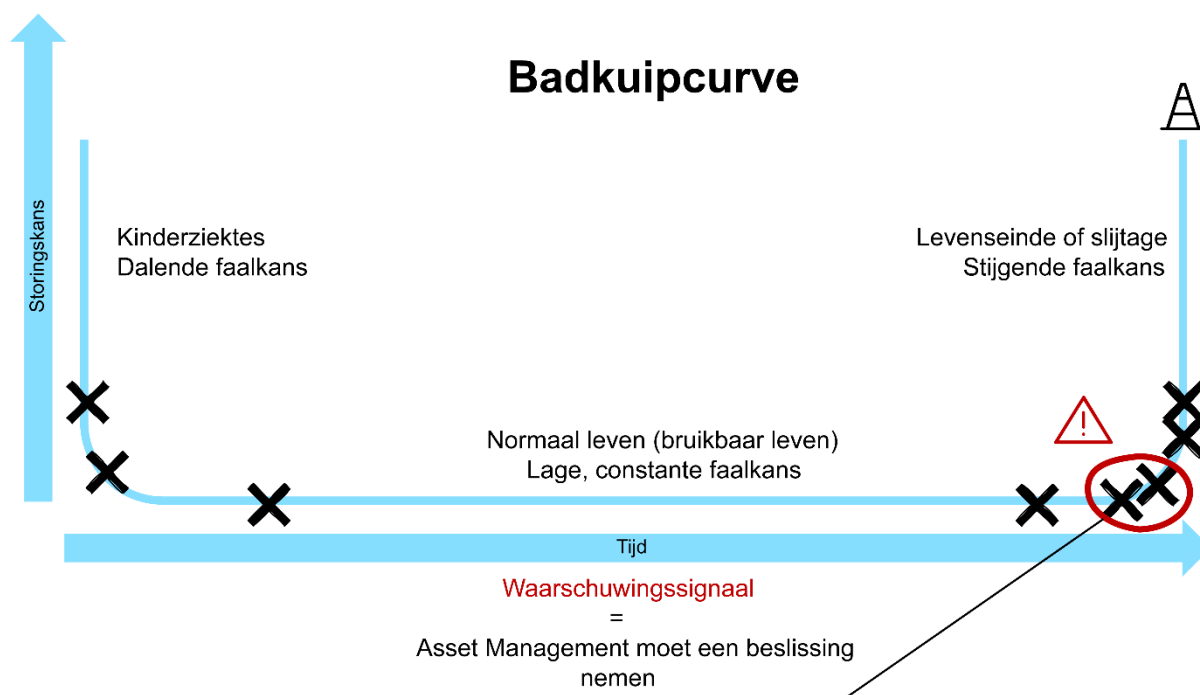 Badkuipcurve
Storingskans
Kinderziektes
Dalende faalkans
Levenseinde of slijtage
Stijgende faalkans
Normaal leven (bruikbaar leven)
Lage, constante faalkans
Tijd
Waarschuwingssignaal
=
Asset Management moet een beslissing
nemen